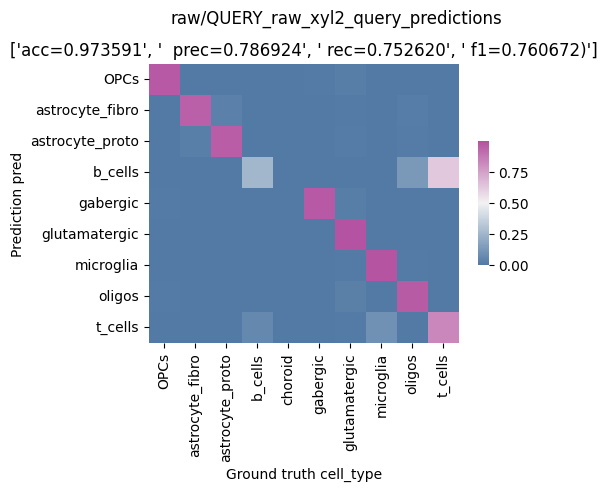 raw/QUERY_raw_xyl2_query_predictions
['acc=0.973591', '  prec=0.786924', ' rec=0.752620', ' f1=0.760672)']
OPCs
astrocyte_fibro
astrocyte_proto
b_cells
gabergic
glutamatergic
microglia
oligos
t_cells
Prediction pred
0.75
0.50
0.25
0.00
OPCs
astrocyte_fibro
astrocyte_proto
b_cells
choroid
gabergic
glutamatergic
microglia
oligos
t_cells
Ground truth cell_type